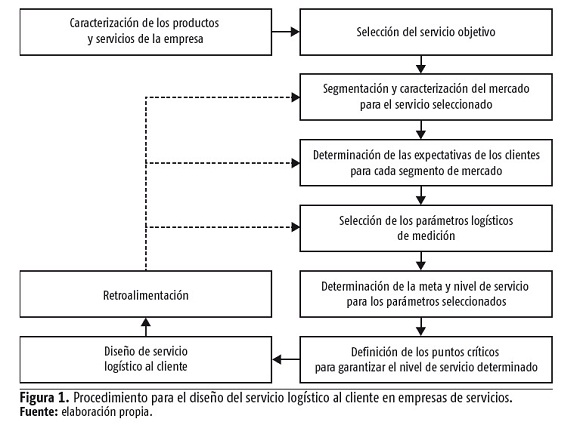 Caracterización de los productos
y servicios de la empresa
Selección del servicio objetivo
Segmentación y caracterización del mercado
para el servicio seleccionado
Determinación de las expectativas de los clientes
para cada segmento de mercado
Selección de los parámetros logísticos
de medición
Determinación de la meta y nivel de servicio
para los parámetros seleccionados
Definición de los puntos críticos
para garantizar el nivel de servicio determinado
Diseño de servicio
logístico al cliente
Retroalimentación
Figura 1. Procedimiento para el diseño del servicio logístico al cliente en empresas de servicios.
Fuente: elaboración propia.